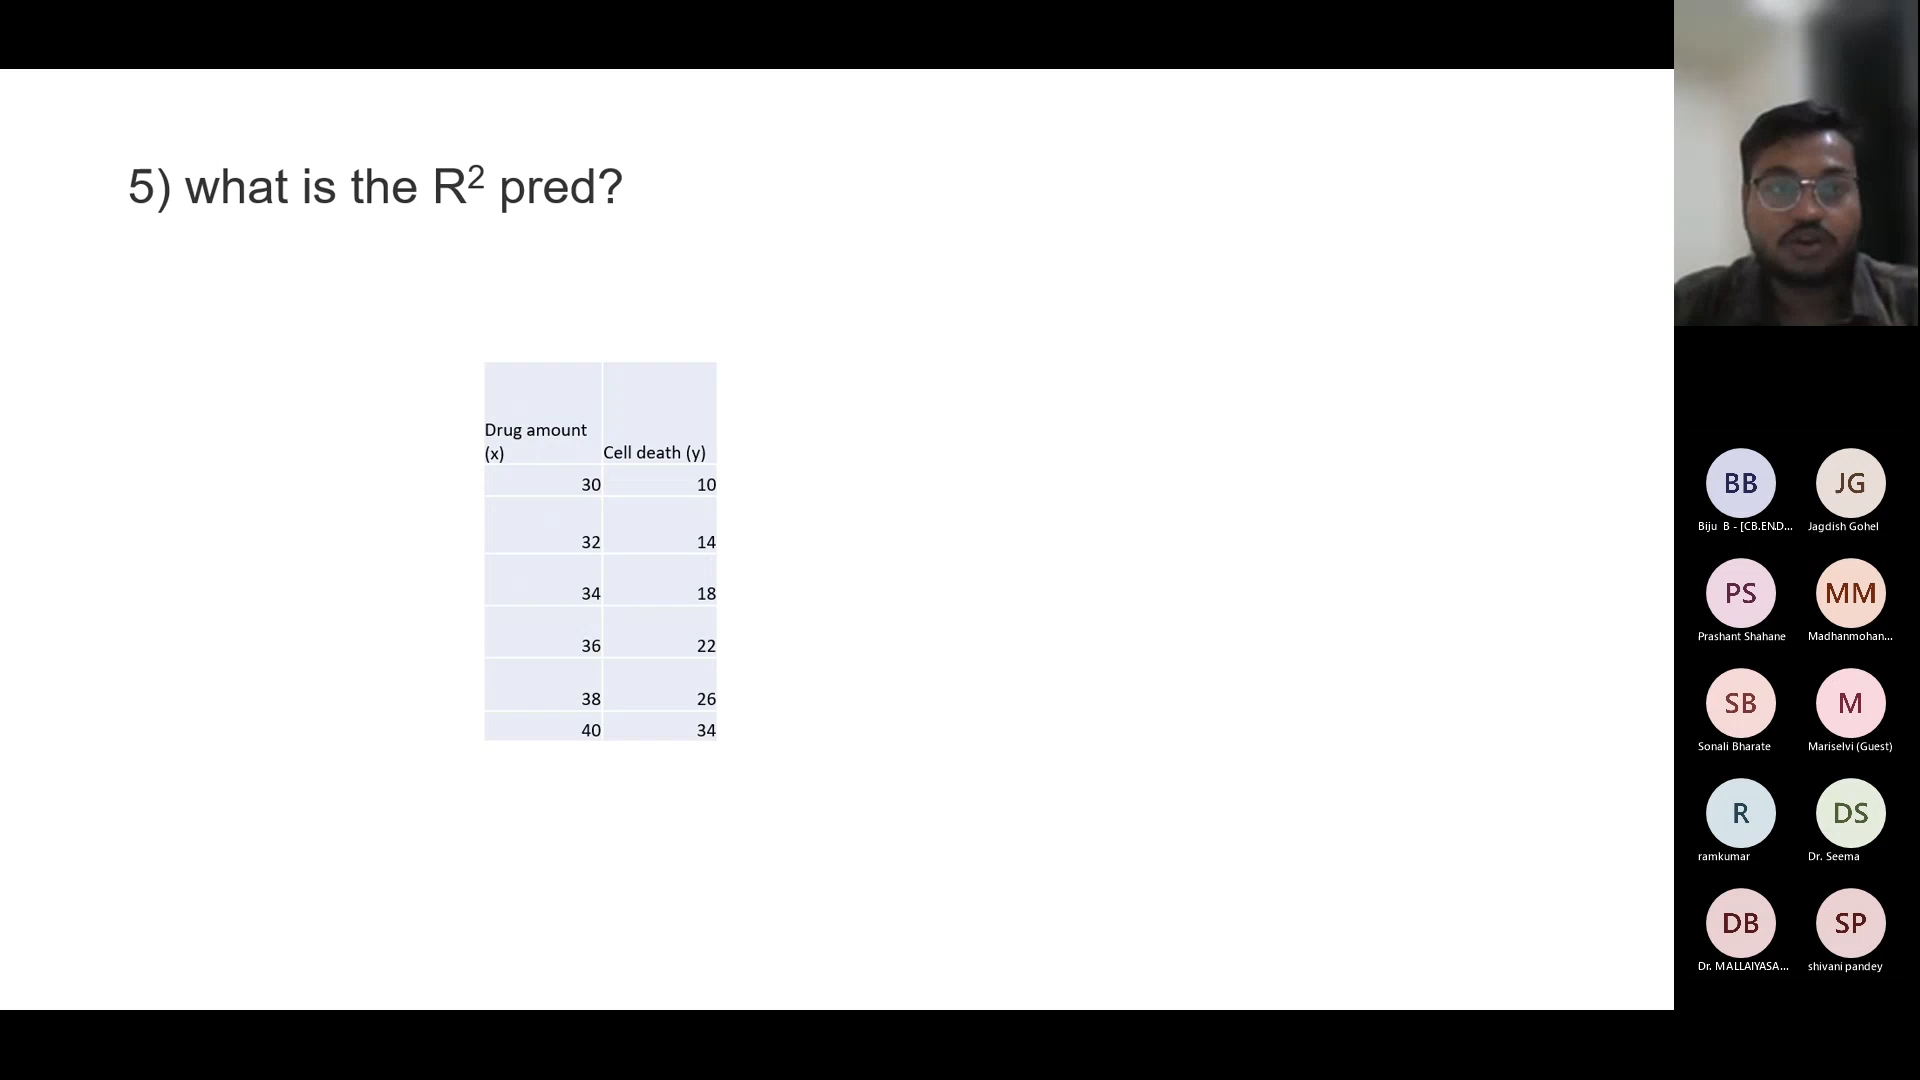 5) what is the R² pred?
Drug amount
(x)
Cell death (y)
30 10
32 14
34 18
36 22
38 26
40 34
BB JG
Biju B - [CB.EN.D... Jagdish Gohel
PS MM
Prashant Shahane Madhanmohan...
SB M
Sonali Bharate Mariselvi (Guest)
R DS
ramkumar Dr. Seema
DB SP
Dr. MALLAIYASA... shivani pandey